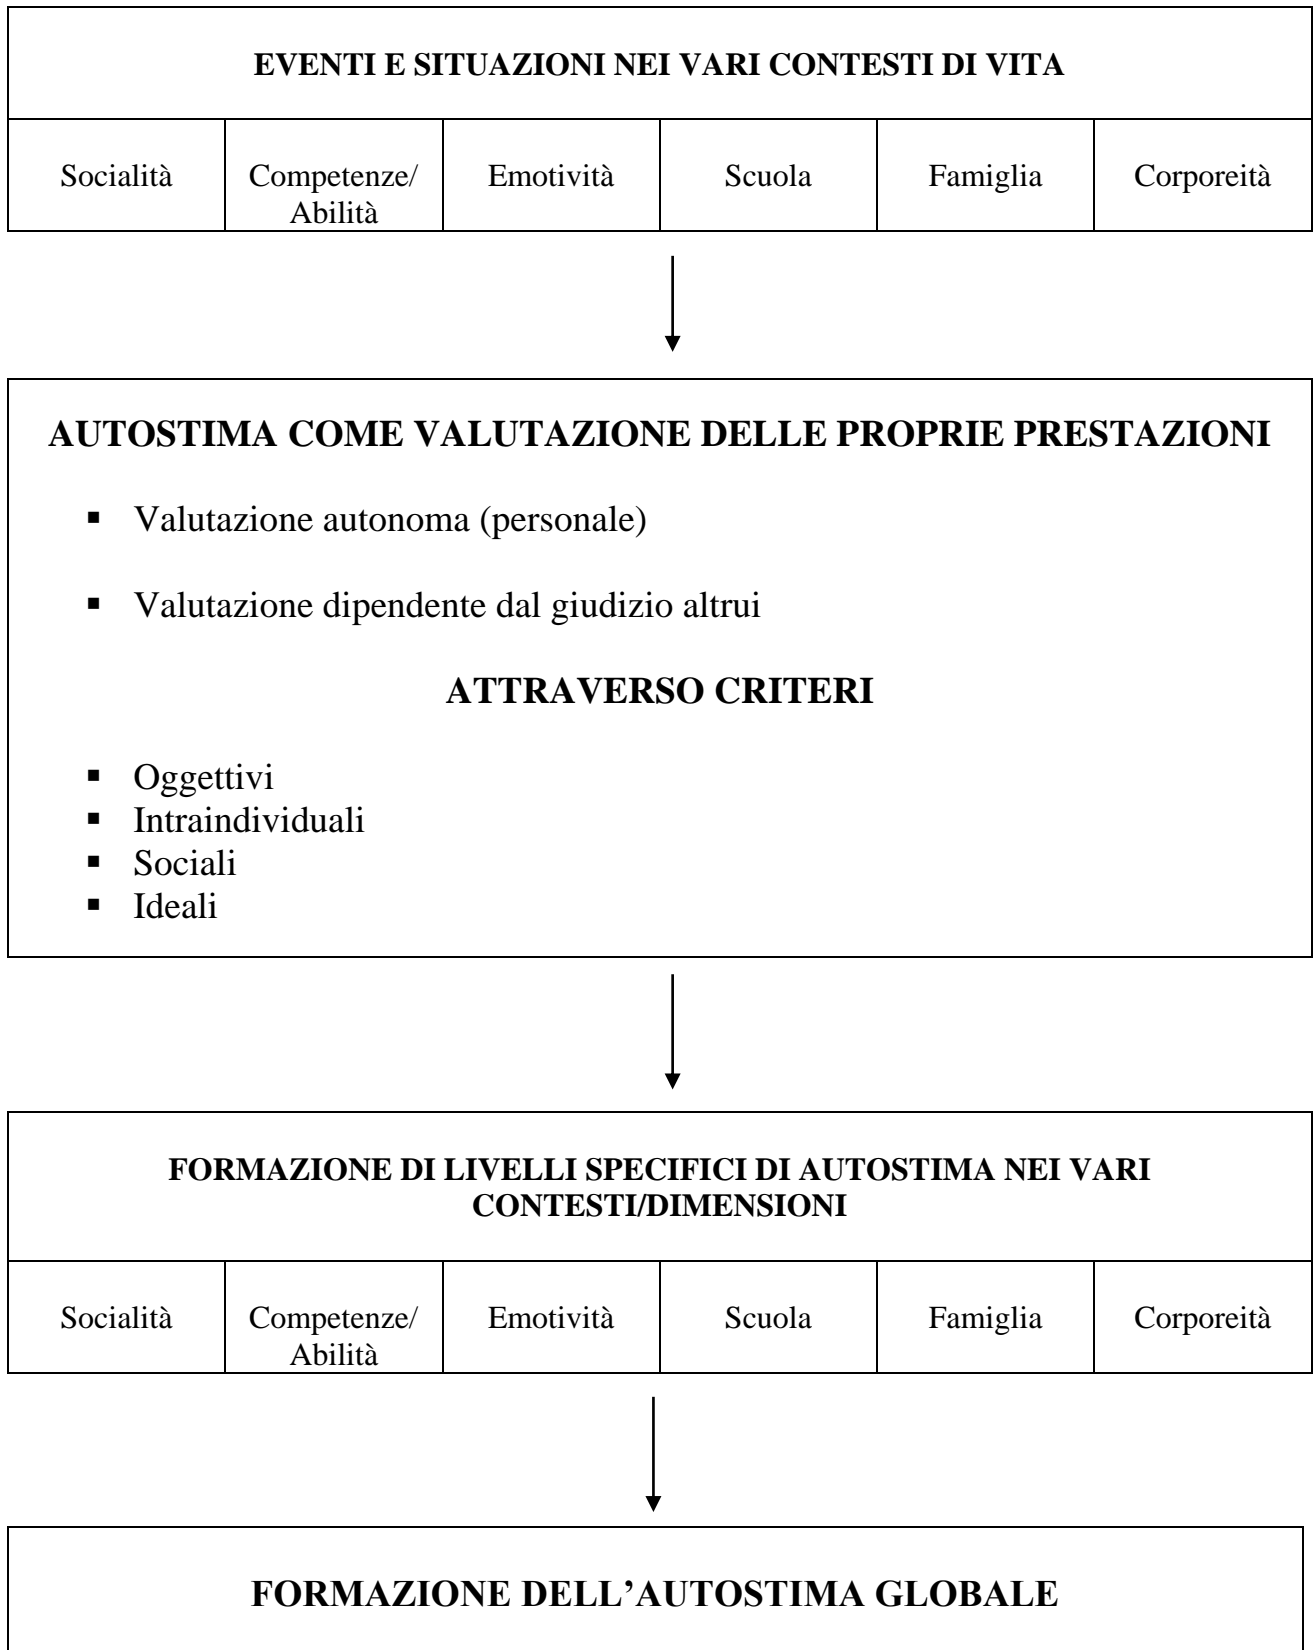 EVENTI E SITUAZIONI NEI VARI CONTESTI DI VITA
Socialità
Competenze/
Abilità
Emotività
Scuola
Famiglia
Corporeità
AUTOSTIMA COME VALUTAZIONE DELLE PROPRIE PRESTAZIONI
▪ Valutazione autonoma (personale)
▪ Valutazione dipendente dal giudizio altrui
ATTRAVERSO CRITERI
▪ Oggettivi
▪ Intraindividuali
▪ Sociali
▪ Ideali
FORMAZIONE DI LIVELLI SPECIFICI DI AUTOSTIMA NEI VARI
CONTESTI/DIMENSIONI
Socialità
Competenze/
Abilità
Emotività
Scuola
Famiglia
Corporeità
FORMAZIONE DELL’AUTOSTIMA GLOBALE